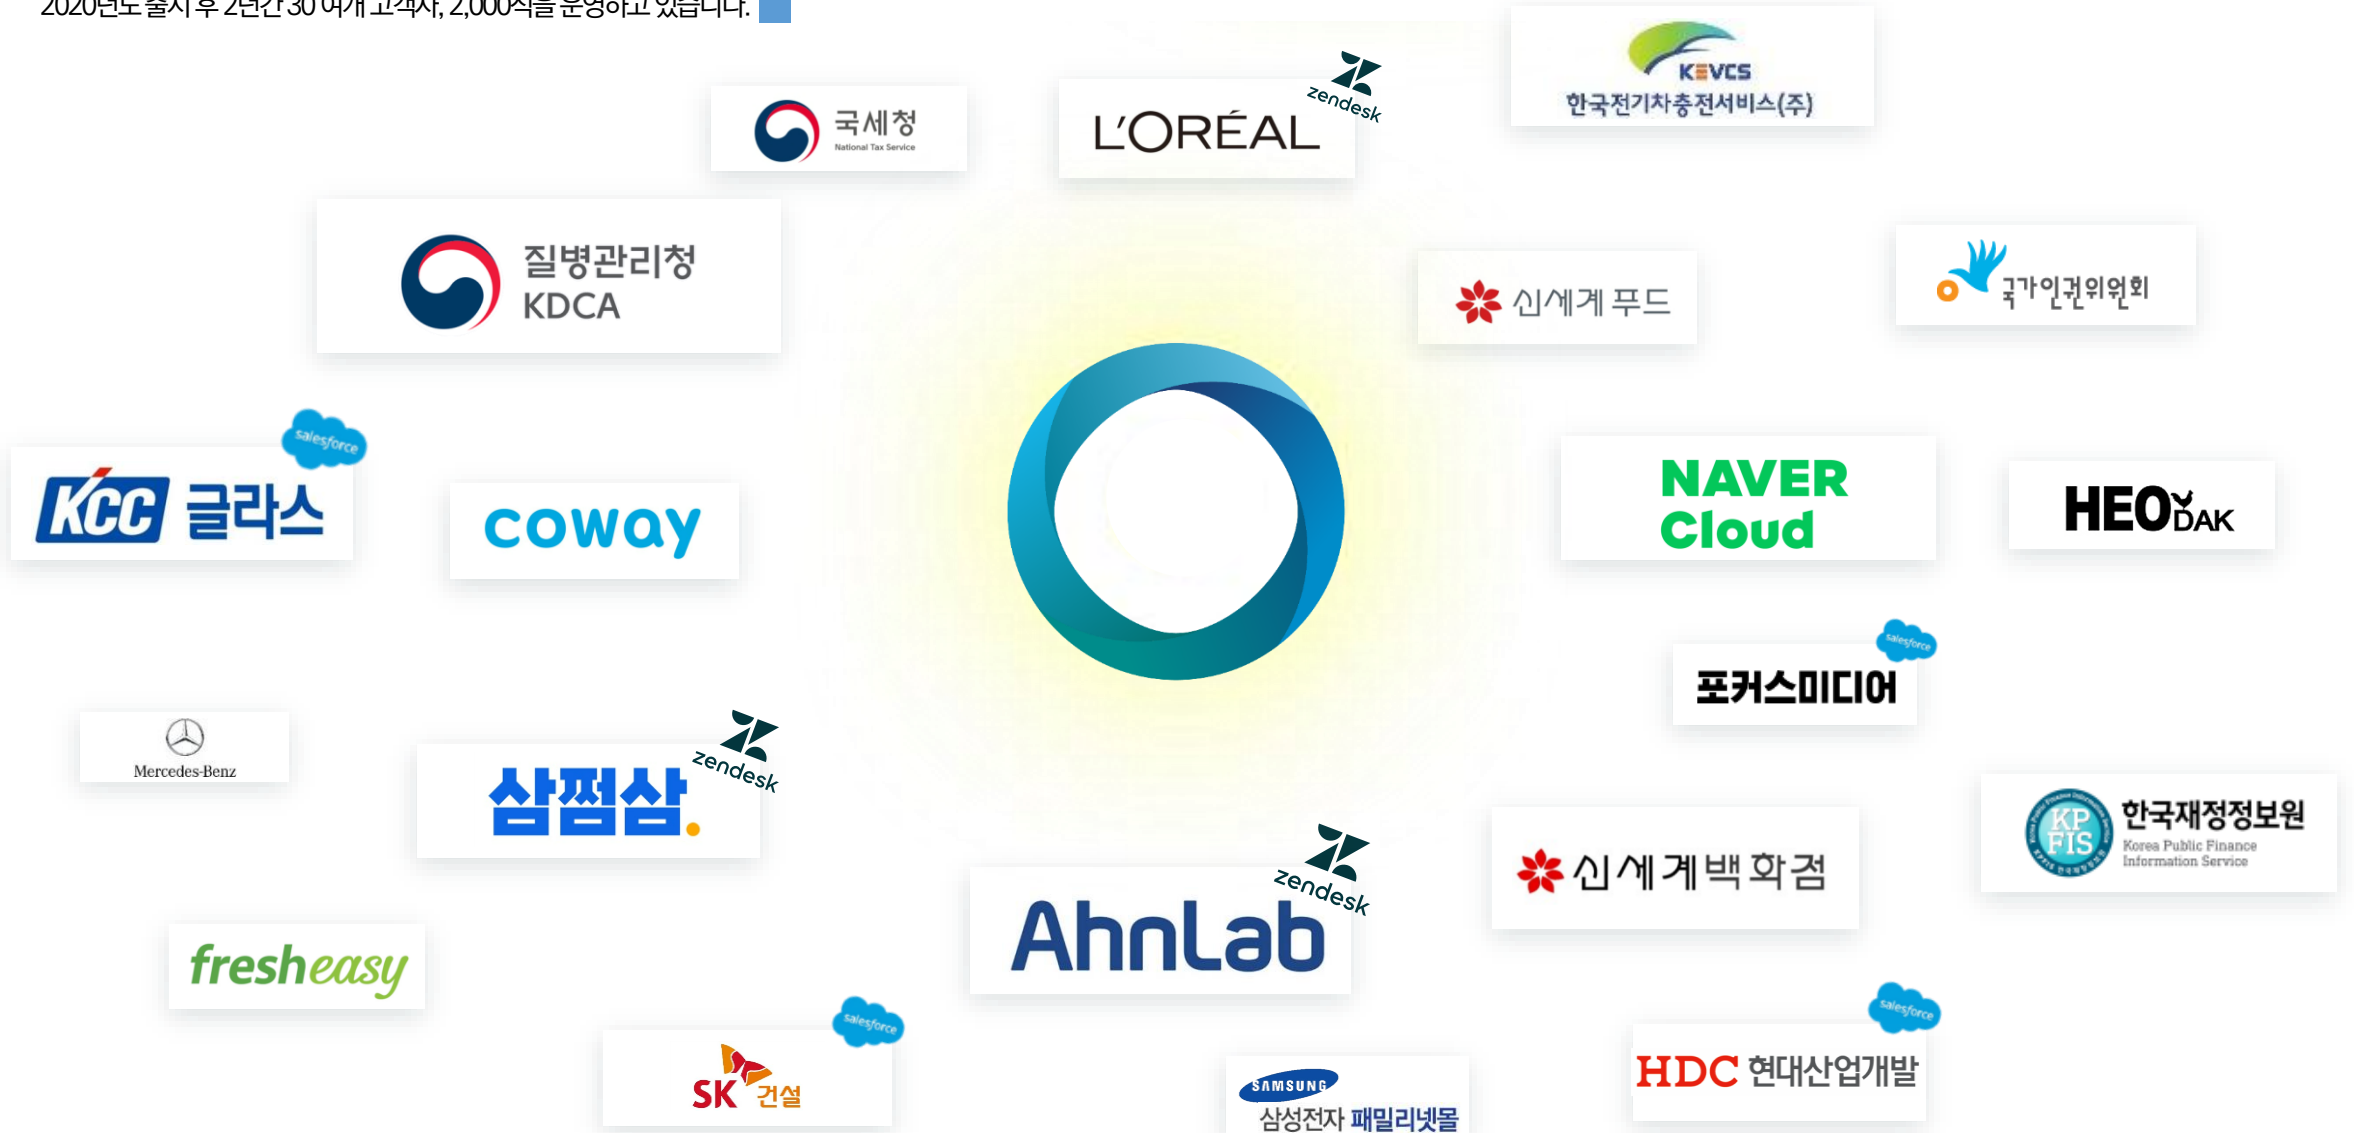 2020년도 출시 후 2년간 30 여개 고객사, 2,000석을 운영하고 있습니다.
국세청
National Tax Service
L'ORÉAL
zendesk
KEVCS
한국전기차충전서비스(주)
질병관리청
KDCA
신세계푸드
국가인권위원회
salesforce
KCC 글라스
coway
NAVER
Cloud
HEODAK
salesforce
포커스미디어
Mercedes-Benz
zendesk
삼쩜삼.
zendesk
AhnLab
신세계백화점
KP
FIS
한국재정정보원
Korea Public Finance
Information Service
fresheasy
salesforce
SK 건설
SAMSUNG
삼성전자 패밀리넷몰
salesforce
HDC 현대산업개발